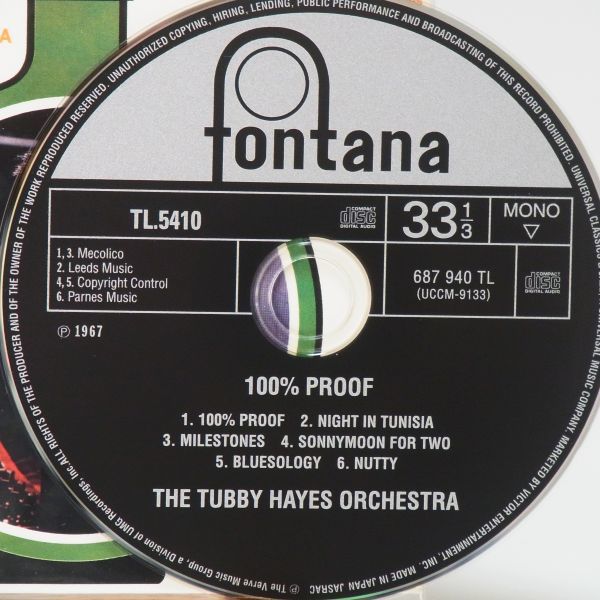 A
ALL RIGHTS OF THE PRODUCER AND OF THE OWNER OF THE WORK REPRODUCED RESERVED. UNAUTHORIZED COPYING, HIRING, LENDING, PUBLIC PERFORMANCE AND BROADCASTING OF THIS RECORD PROHIBITED. UNIVERSAL CLASSICS
UNIVERSAL MUSIC COMPANY. MARKETED BY VICTOR ENTERTAINMENT, INC. MADE IN JAPAN JASRAC
fontana
TL.5410
COMPACT
disc
DIGITAL AUDIO
33 1/3
MONO
▽
1, 3. Mecolico
2. Leeds Music
4, 5. Copyright Control
6. Parnes Music
687 940 TL
(UCCM-9133)
COMPACT
disc
DIGITAL AUDIO
℗ 1967
100% PROOF
1. 100% PROOF 2. NIGHT IN TUNISIA
3. MILESTONES 4. SONNYMOON FOR TWO
5. BLUESOLOGY 6. NUTTY
THE TUBBY HAYES ORCHESTRA
℗ The Verve Music Group, a Division of UMG Recordings, Inc.